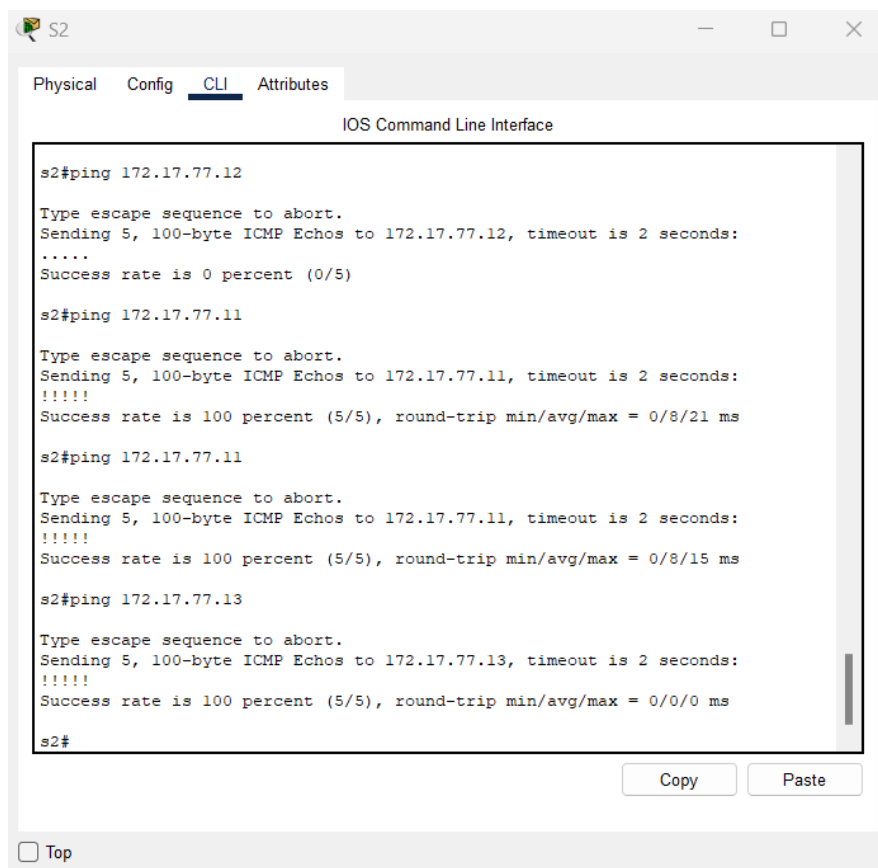 S2
Physical Config CLI Attributes
IOS Command Line Interface
s2#ping 172.17.77.12
Type escape sequence to abort.
Sending 5, 100-byte ICMP Echos to 172.17.77.12, timeout is 2 seconds:
.....
Success rate is 0 percent (0/5)
s2#ping 172.17.77.11
Type escape sequence to abort.
Sending 5, 100-byte ICMP Echos to 172.17.77.11, timeout is 2 seconds:
!!!!!
Success rate is 100 percent (5/5), round-trip min/avg/max = 0/8/21 ms
s2#ping 172.17.77.11
Type escape sequence to abort.
Sending 5, 100-byte ICMP Echos to 172.17.77.11, timeout is 2 seconds:
!!!!!
Success rate is 100 percent (5/5), round-trip min/avg/max = 0/8/15 ms
s2#ping 172.17.77.13
Type escape sequence to abort.
Sending 5, 100-byte ICMP Echos to 172.17.77.13, timeout is 2 seconds:
!!!!!
Success rate is 100 percent (5/5), round-trip min/avg/max = 0/0/0 ms
s2#
Copy Paste
Top